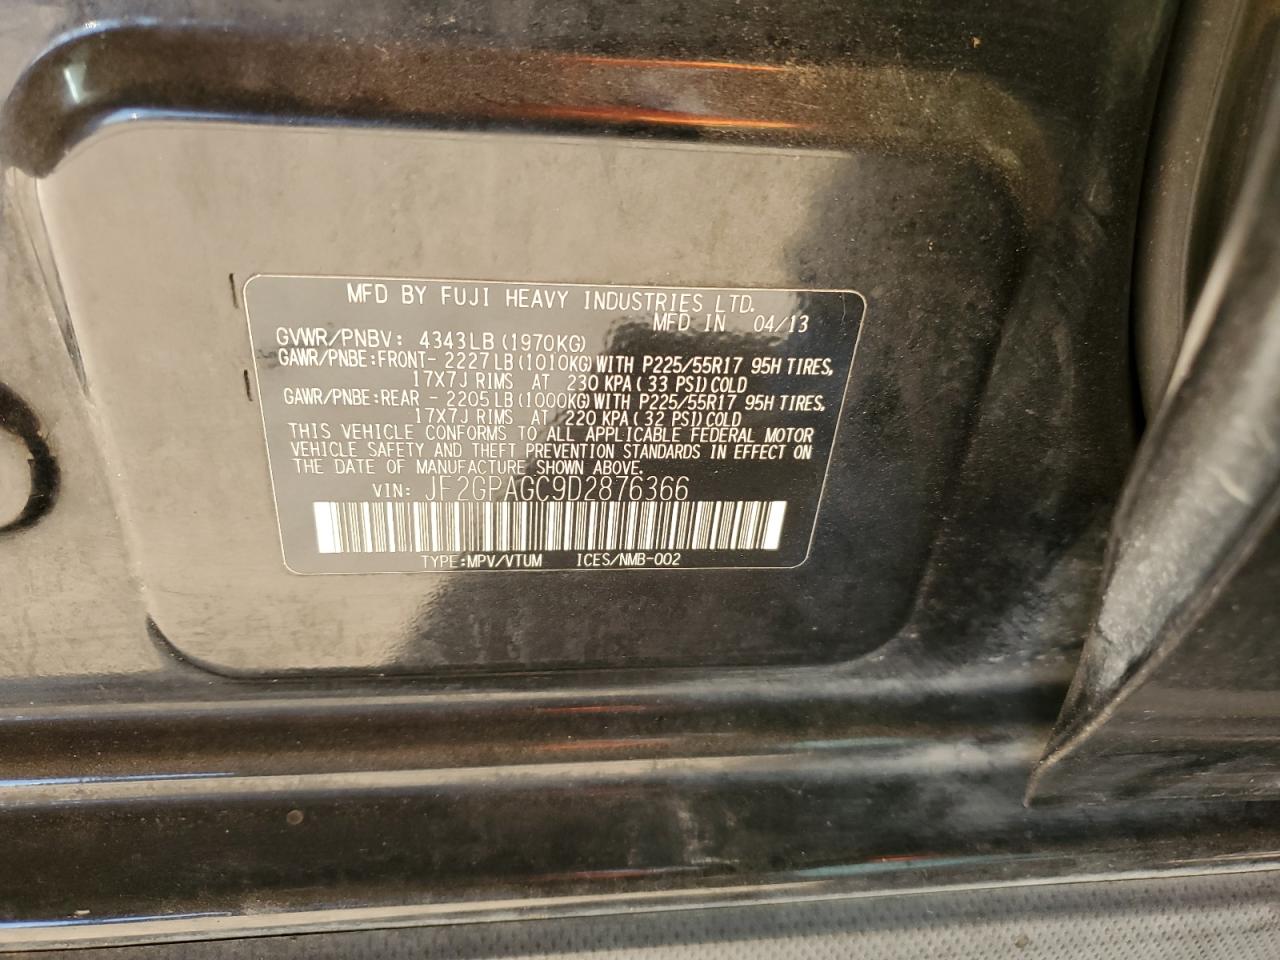 MFD BY FUJI HEAVY INDUSTRIES LTD.
MFD IN 04/13
GVWR/PNBV: 4343LB (1970KG)
GAWR/PNBE:FRONT- 2227LB (1010KG) WITH P225/55R17 95H TIRES,
17X7J RIMS AT 230 KPA ( 33 PSI) COLD
GAWR/PNBE:REAR - 2205LB (1000KG) WITH P225/55R17 95H TIRES,
17X7J RIMS AT 220 KPA ( 32 PSI) COLD
THIS VEHICLE CONFORMS TO ALL APPLICABLE FEDERAL MOTOR
VEHICLE SAFETY AND THEFT PREVENTION STANDARDS IN EFFECT ON
THE DATE OF MANUFACTURE SHOWN ABOVE.
VIN: JF2GPAGC9D2876366
TYPE:MPV/VTUM ICES/NMB-002